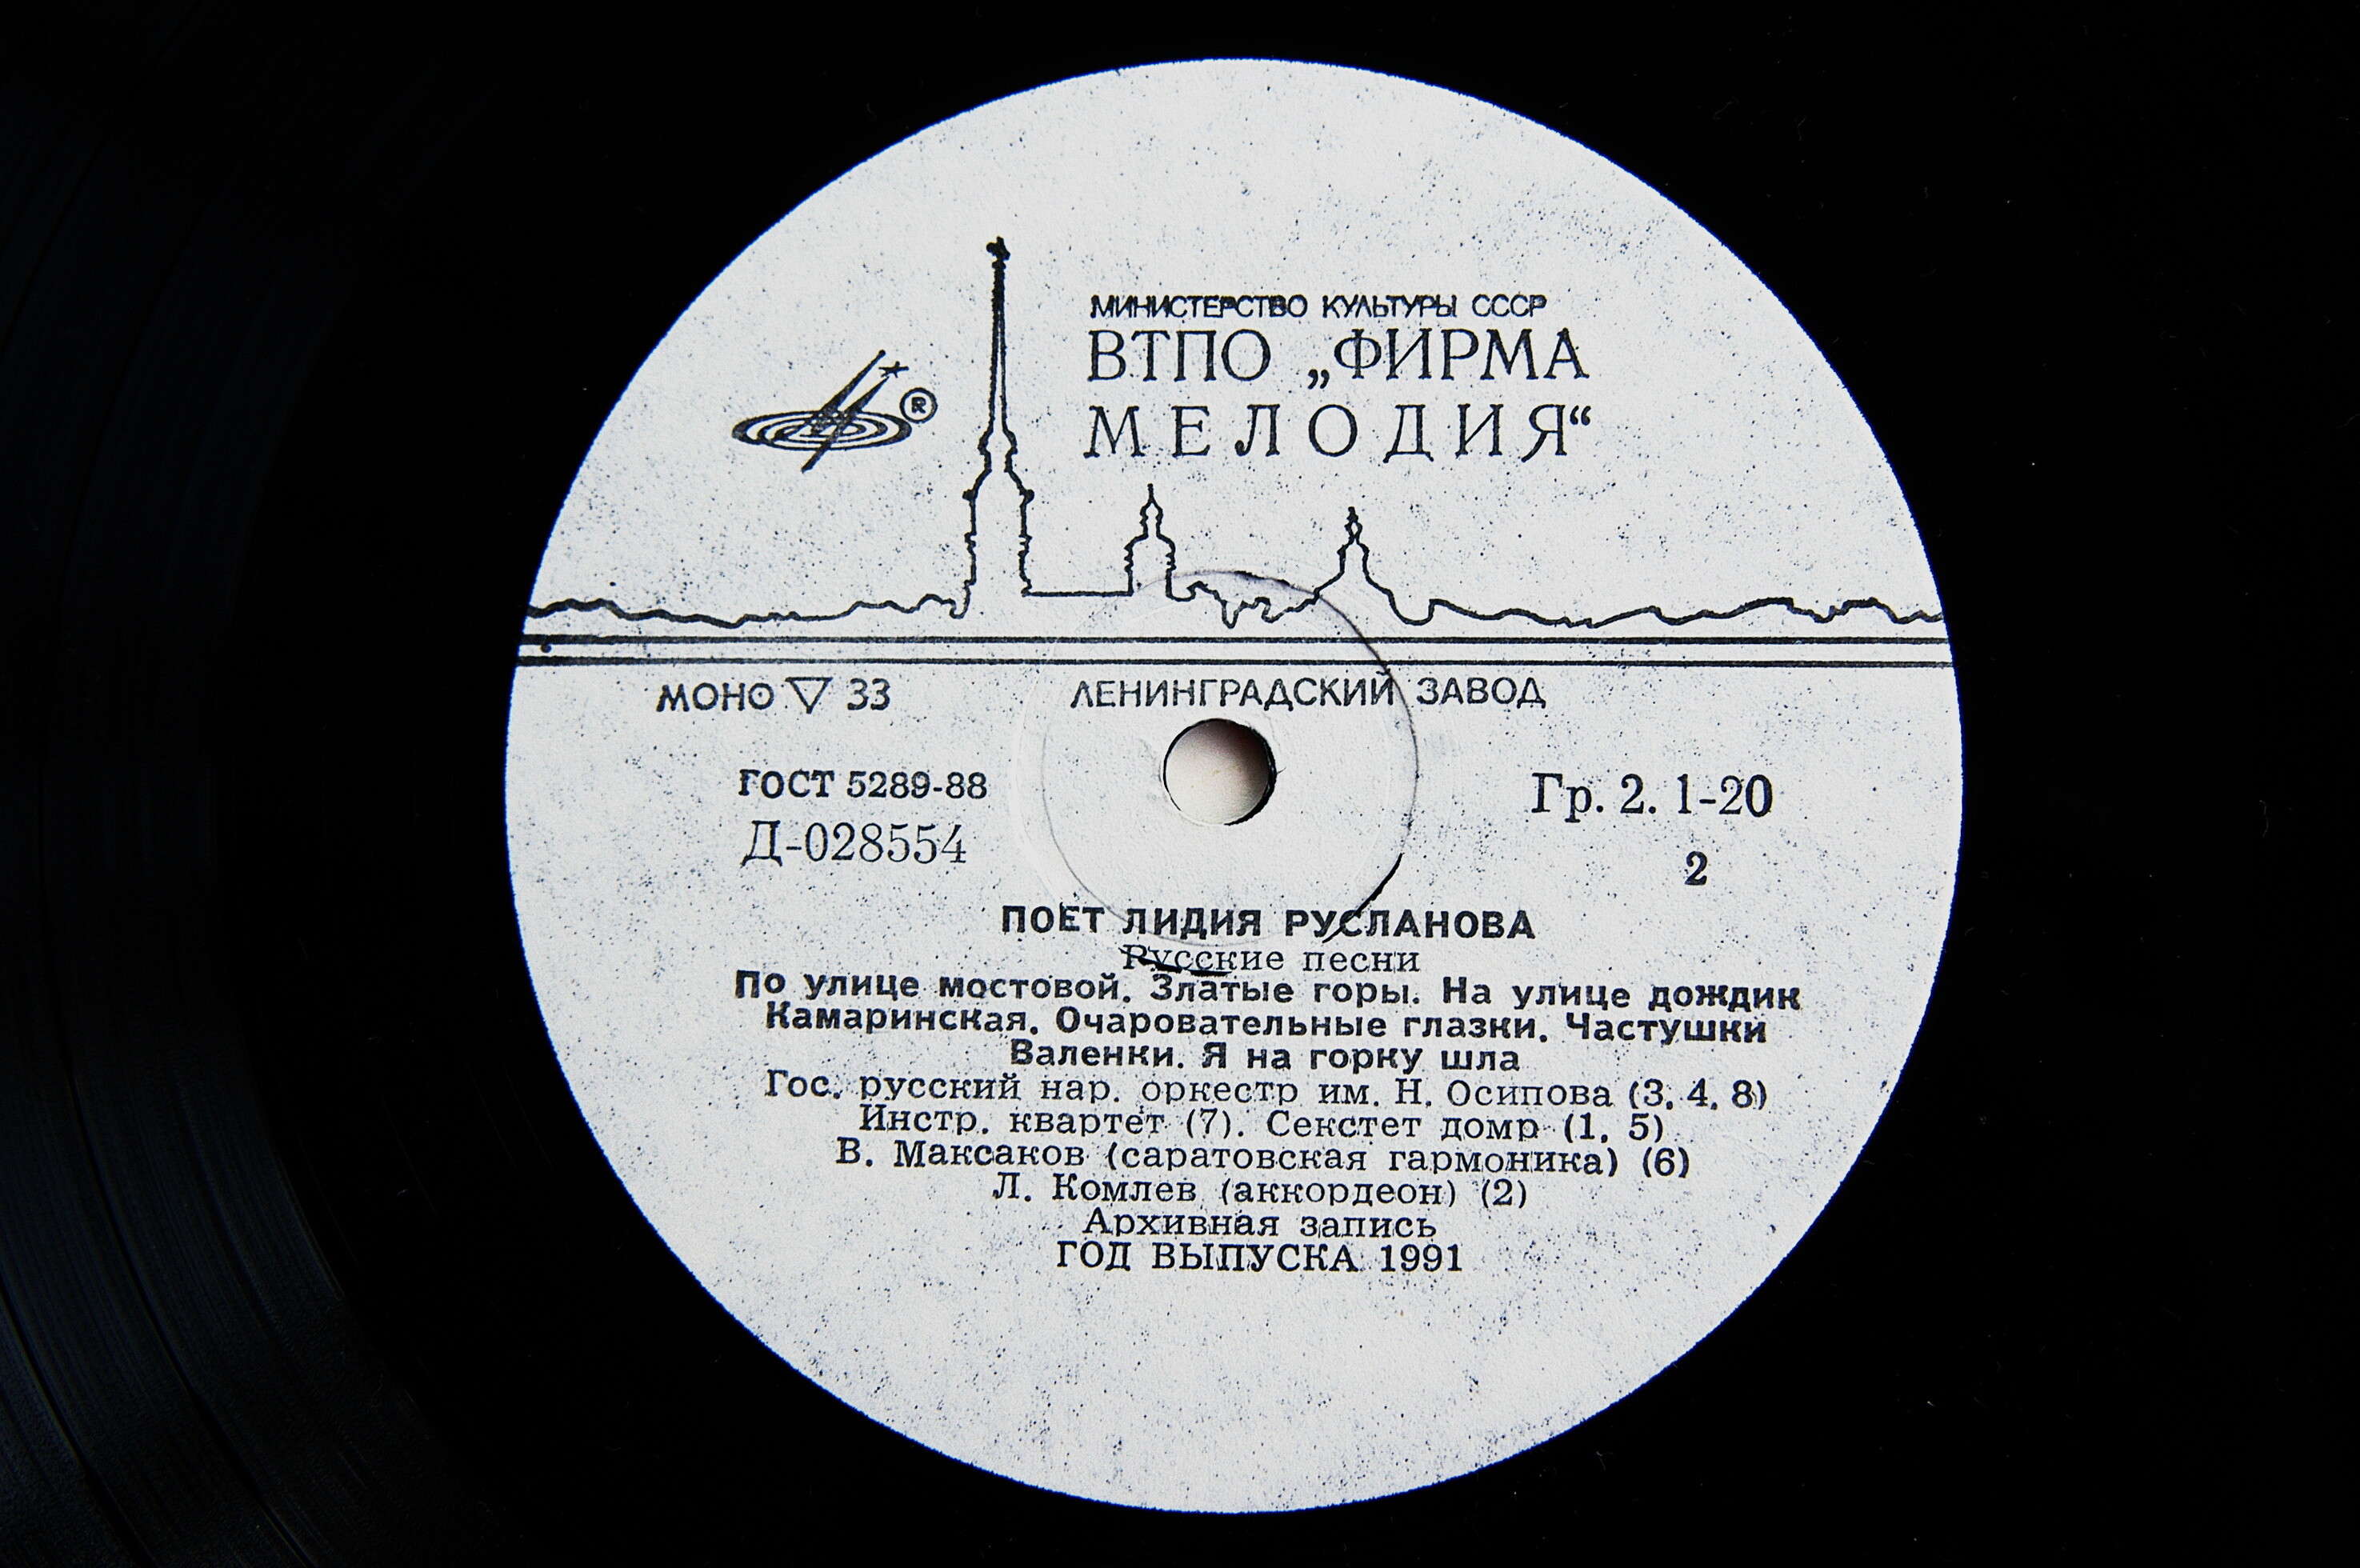 МИНИСТЕРСТВО КУЛЬТУРЫ СССР
ВТПО „ФИРМА
МЕЛОДИЯ“
®
МОНО ▽ 33
ЛЕНИНГРАДСКИЙ ЗАВОД
ГОСТ 5289-88
Д-028554
Гр. 2. 1-20
2
ПОЕТ ЛИДИЯ РУСЛАНОВА
Русские песни
По улице мостовой. Златые горы. На улице дождик
Камаринская. Очаровательные глазки. Частушки
Валенки. Я на горку шла
Гос. русский нар. оркестр им. Н. Осипова (3, 4, 8)
Инстр. квартет (7). Секстет домр (1, 5)
В. Максаков (саратовская гармоника) (6)
Л. Комлев (аккордеон) (2)
Архивная запись
ГОД ВЫПУСКА 1991